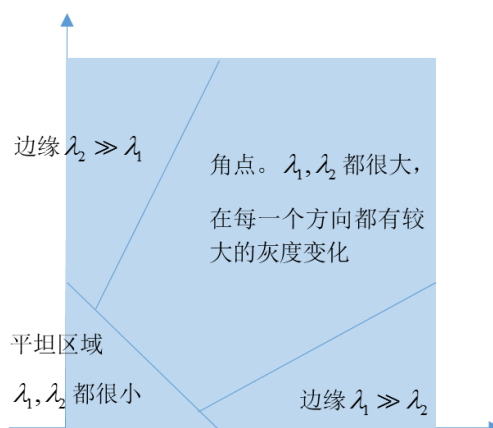 边缘 λ₂ ≫ λ₁
角点。λ₁,λ₂ 都很大，
在每一个方向都有较
大的灰度变化
平坦区域
λ₁,λ₂ 都很小
边缘 λ₁ ≫ λ₂